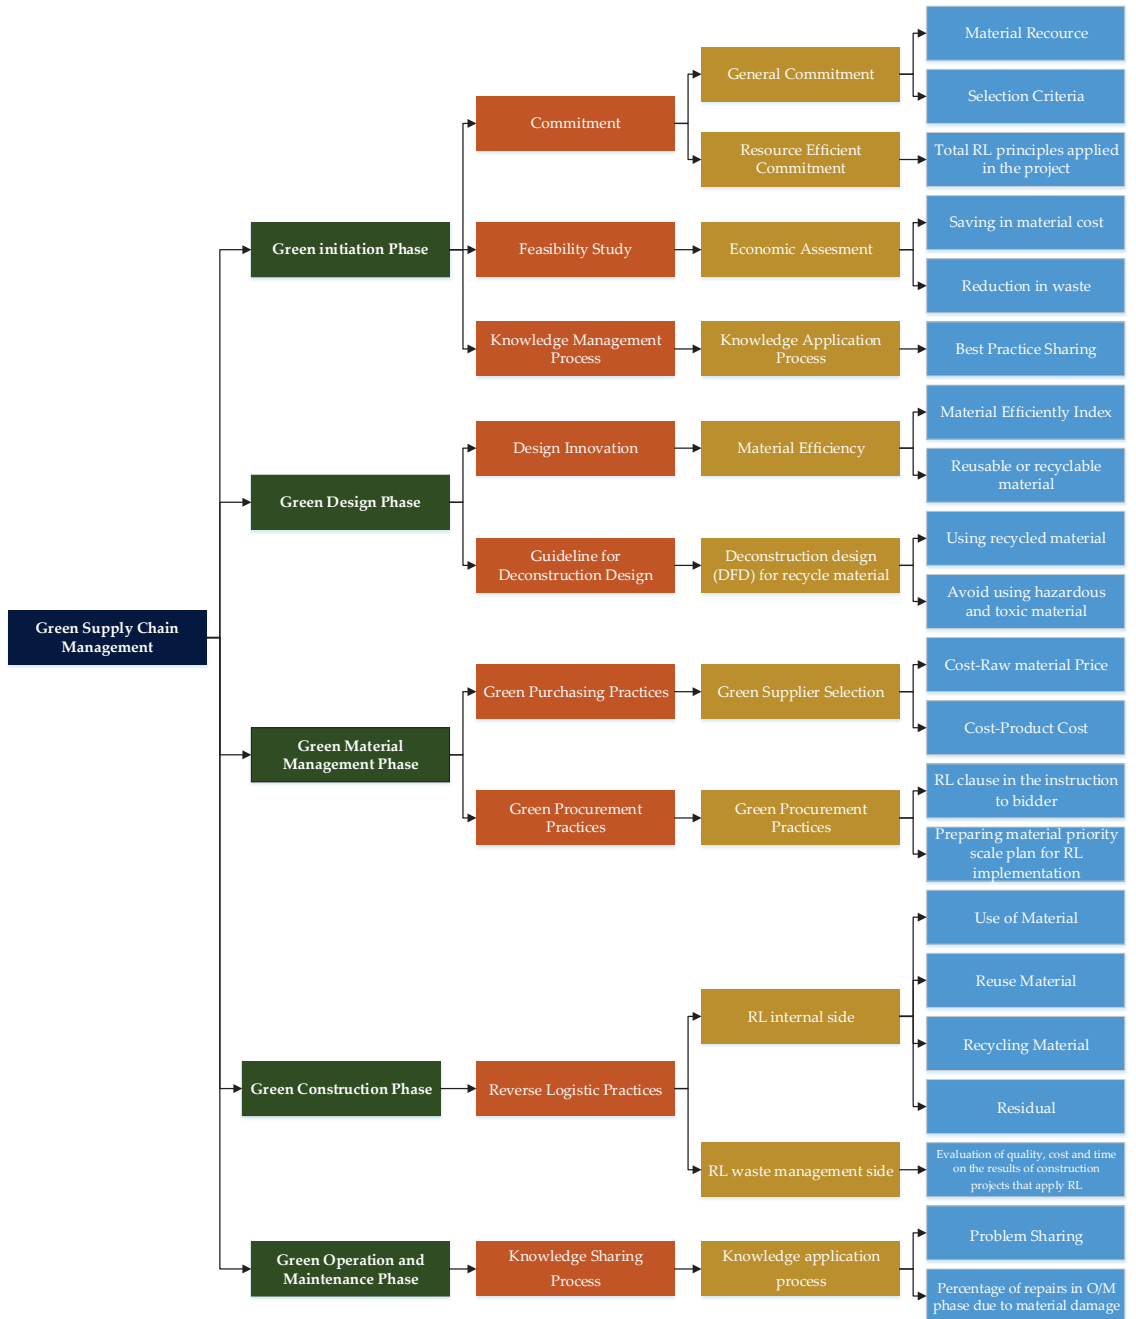 Material Recource
General Commitment
Selection Criteria
Commitment
Resource Efficient
Commitment
Total RL principles applied
in the project
Green initiation Phase
Feasibility Study
Economic Assesment
Saving in material cost
Reduction in waste
Knowledge Management
Process
Knowledge Application
Process
Best Practice Sharing
Material Efficiently Index
Design Innovation
Material Efficiency
Reusable or recyclable
material
Green Design Phase
Guideline for
Deconstruction Design
Deconstruction design
(DFD) for recycle material
Using recycled material
Avoid using hazardous
and toxic material
Green Supply Chain
Management
Green Purchasing Practices
Green Supplier Selection
Cost-Raw material Price
Cost-Product Cost
Green Material
Management Phase
Green Procurement
Practices
Green Procurement
Practices
RL clause in the instruction
to bidder
Preparing material priority
scale plan for RL
implementation
Use of Material
Reuse Material
RL internal side
Recycling Material
Residual
Green Construction Phase
Reverse Logistic Practices
RL waste management side
Evaluation of quality, cost and time
on the results of construction
projects that apply RL
Green Operation and
Maintenance Phase
Knowledge Sharing
Process
Knowledge application
process
Problem Sharing
Percentage of repairs in O/M
phase due to material damage